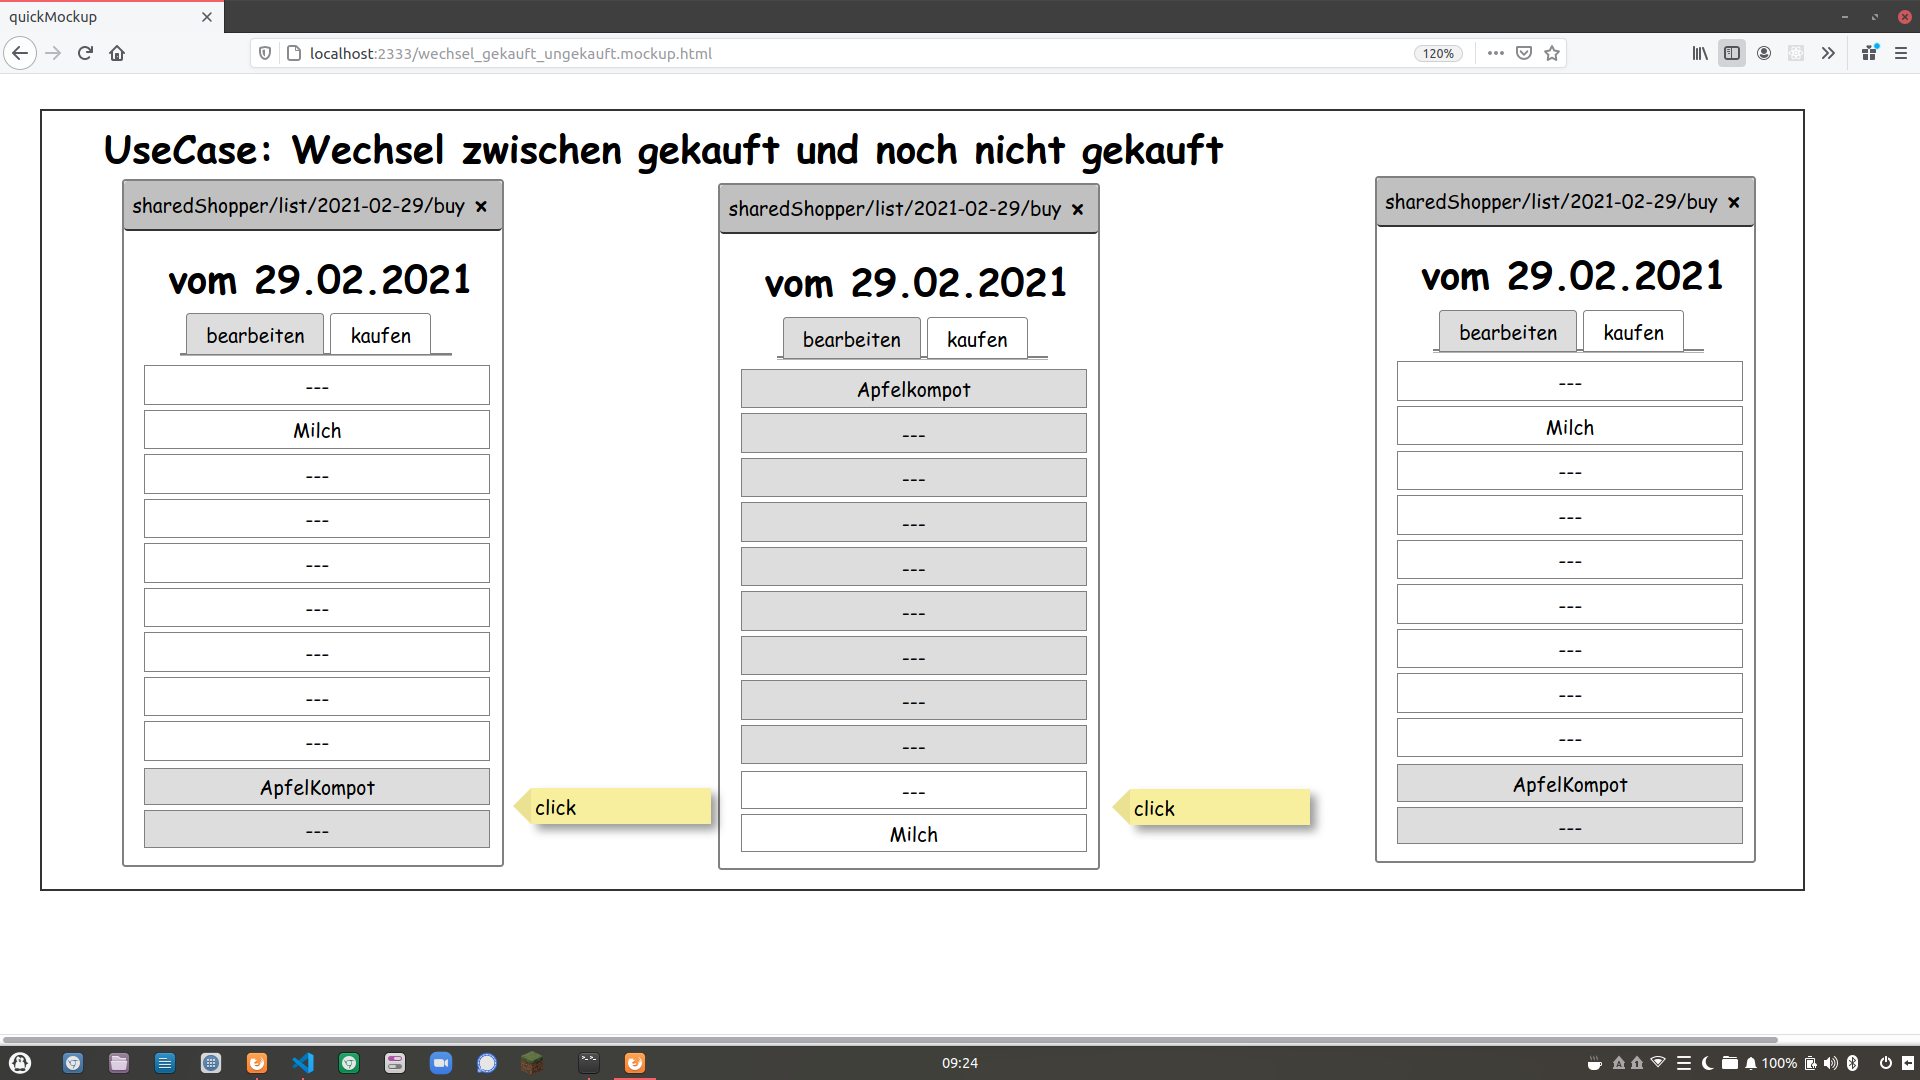 quickMockup
localhost:2333/wechsel_gekauft_ungekauft.mockup.html
120%
UseCase: Wechsel zwischen gekauft und noch nicht gekauft
sharedShopper/list/2021-02-29/buy ×
vom 29.02.2021
bearbeiten kaufen
---
Milch
---
---
---
---
---
---
---
ApfelKompot
---
click
sharedShopper/list/2021-02-29/buy ×
vom 29.02.2021
bearbeiten kaufen
Apfelkompot
---
---
---
---
---
---
---
---
---
Milch
click
sharedShopper/list/2021-02-29/buy ×
vom 29.02.2021
bearbeiten kaufen
---
Milch
---
---
---
---
---
---
---
ApfelKompot
---
09:24
100%